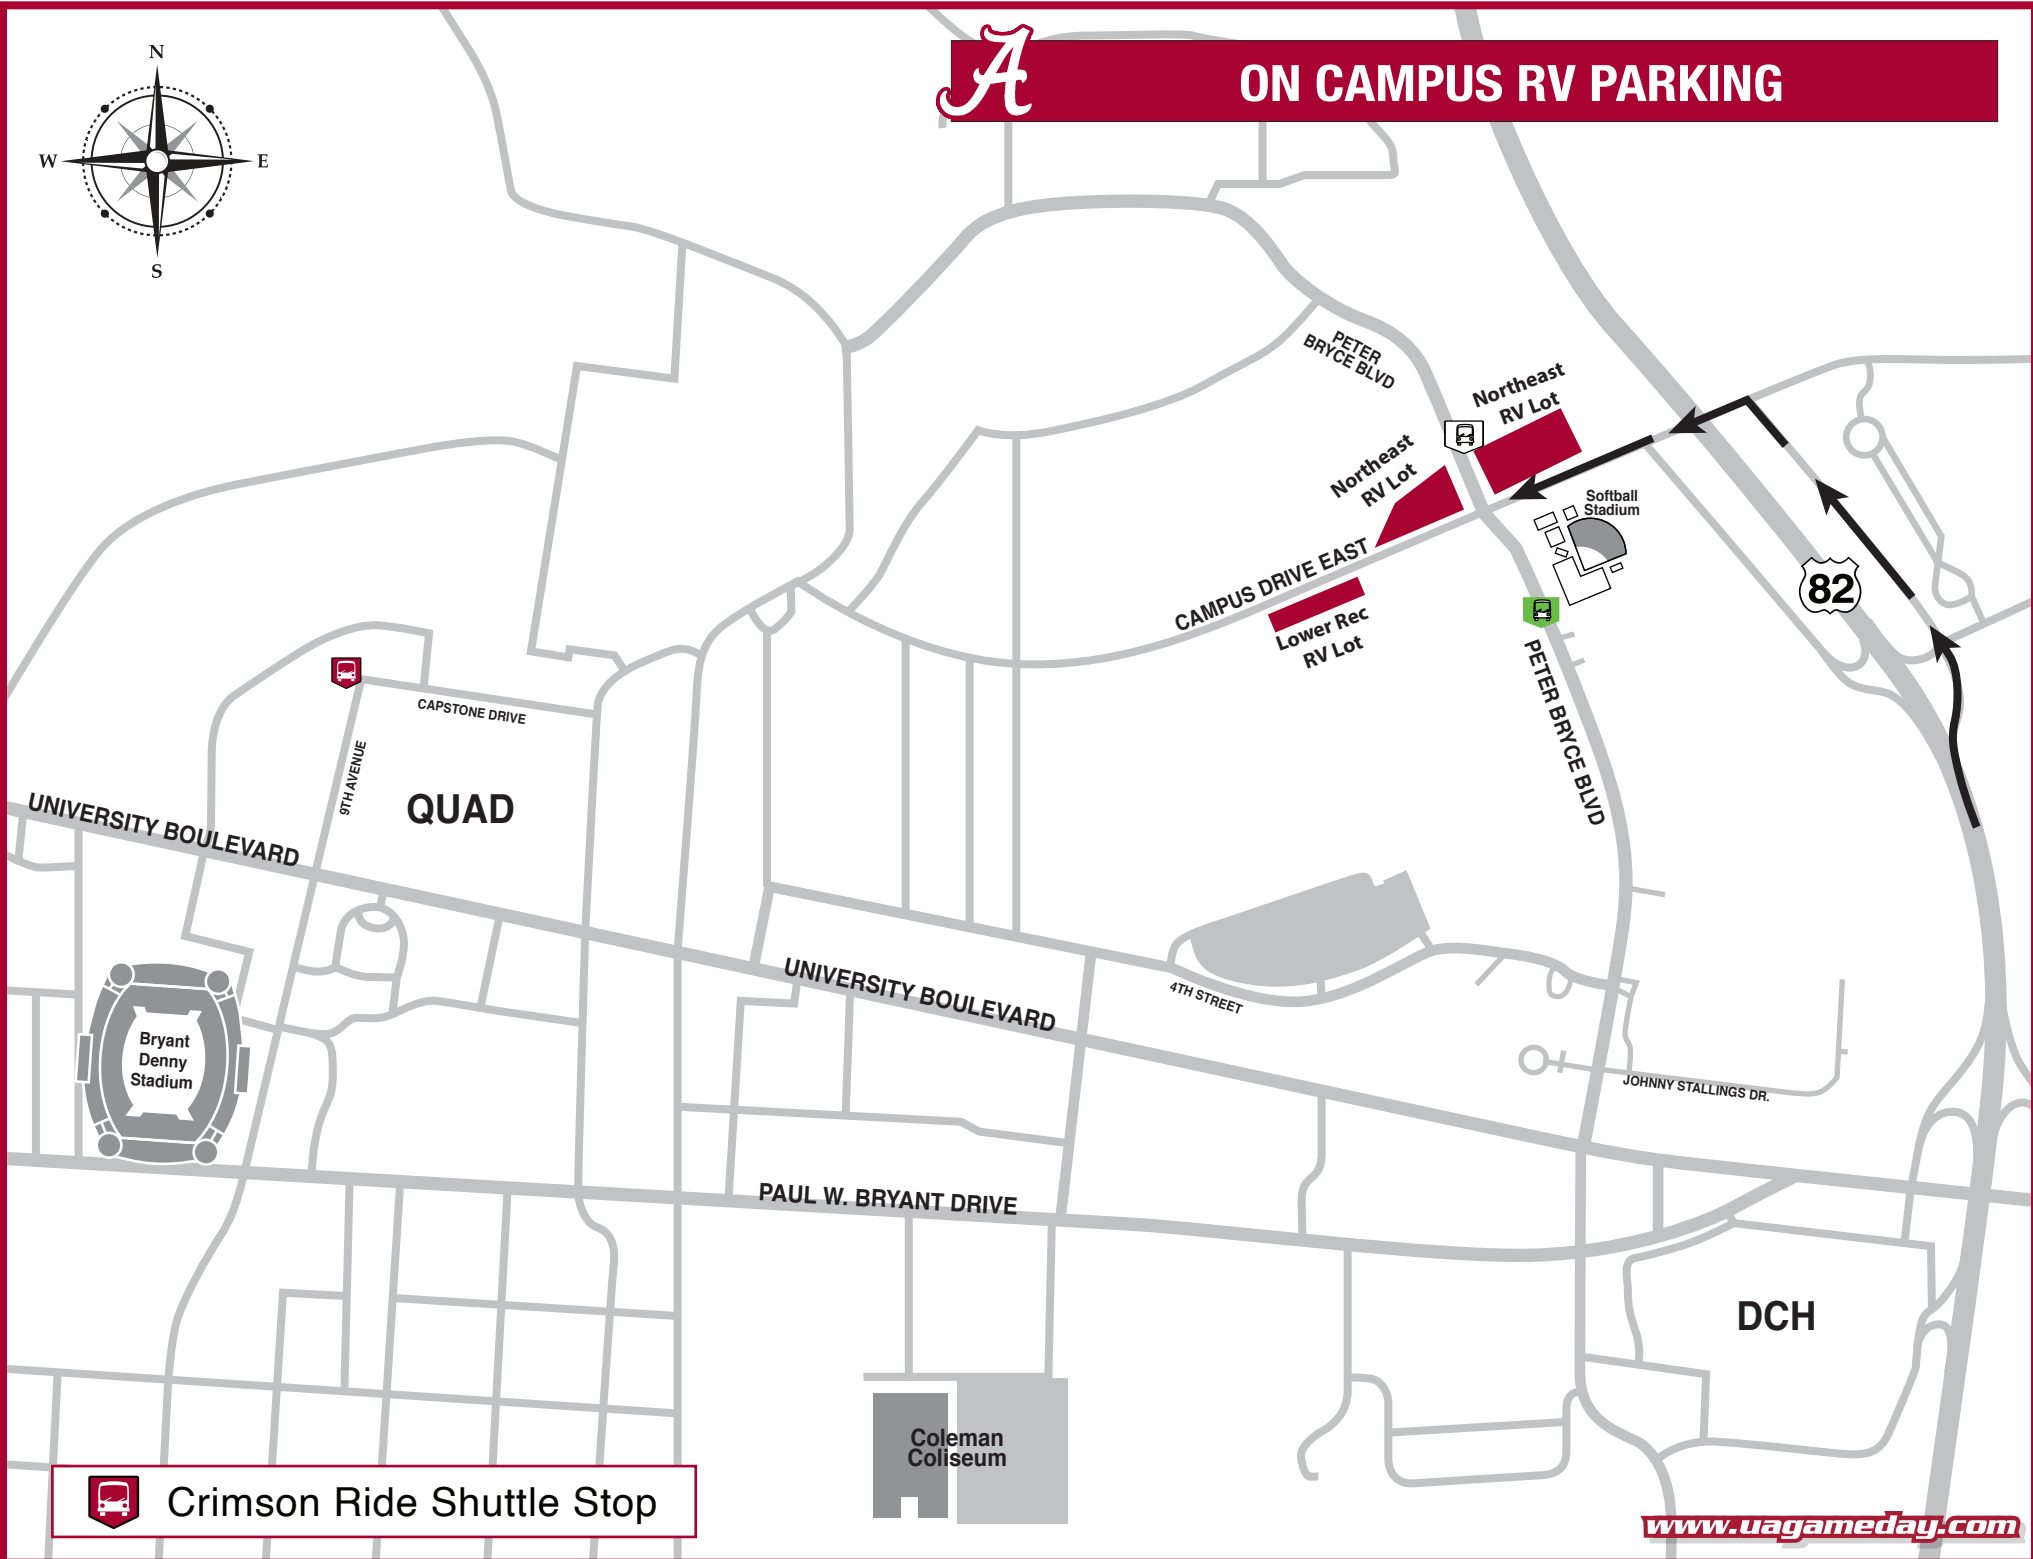 N
W
E
S
A
ON CAMPUS RV PARKING
PETER
BRYCE BLVD
Northeast
RV Lot
Northeast
RV Lot
Softball
Stadium
CAMPUS DRIVE EAST
82
Lower Rec
RV Lot
PETER BRYCE BLVD
CAPSTONE DRIVE
9TH AVENUE
QUAD
UNIVERSITY BOULEVARD
UNIVERSITY BOULEVARD
4TH STREET
Bryant
Denny
Stadium
JOHNNY STALLINGS DR.
PAUL W. BRYANT DRIVE
DCH
Coleman
Coliseum
Crimson Ride Shuttle Stop
www.uagameday.com